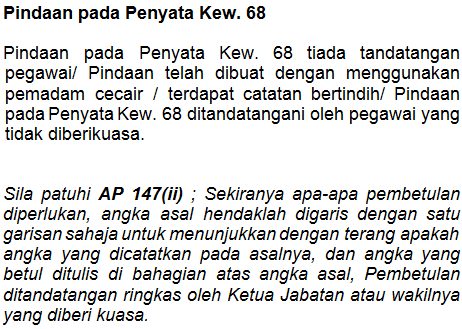 Pindaan pada Penyata Kew. 68
Pindaan pada Penyata Kew. 68 tiada tandatangan
pegawai/ Pindaan telah dibuat dengan menggunakan
pemadam cecair / terdapat catatan bertindih/ Pindaan
pada Penyata Kew. 68 ditandatangani oleh pegawai yang
tidak diberikuasa.
Sila patuhi AP 147(ii) ; Sekiranya apa-apa pembetulan
diperlukan, angka asal hendaklah digaris dengan satu
garisan sahaja untuk menunjukkan dengan terang apakah
angka yang dicatatkan pada asalnya, dan angka yang
betul ditulis di bahagian atas angka asal, Pembetulan
ditandatangan ringkas oleh Ketua Jabatan atau wakilnya
yang diberi kuasa.